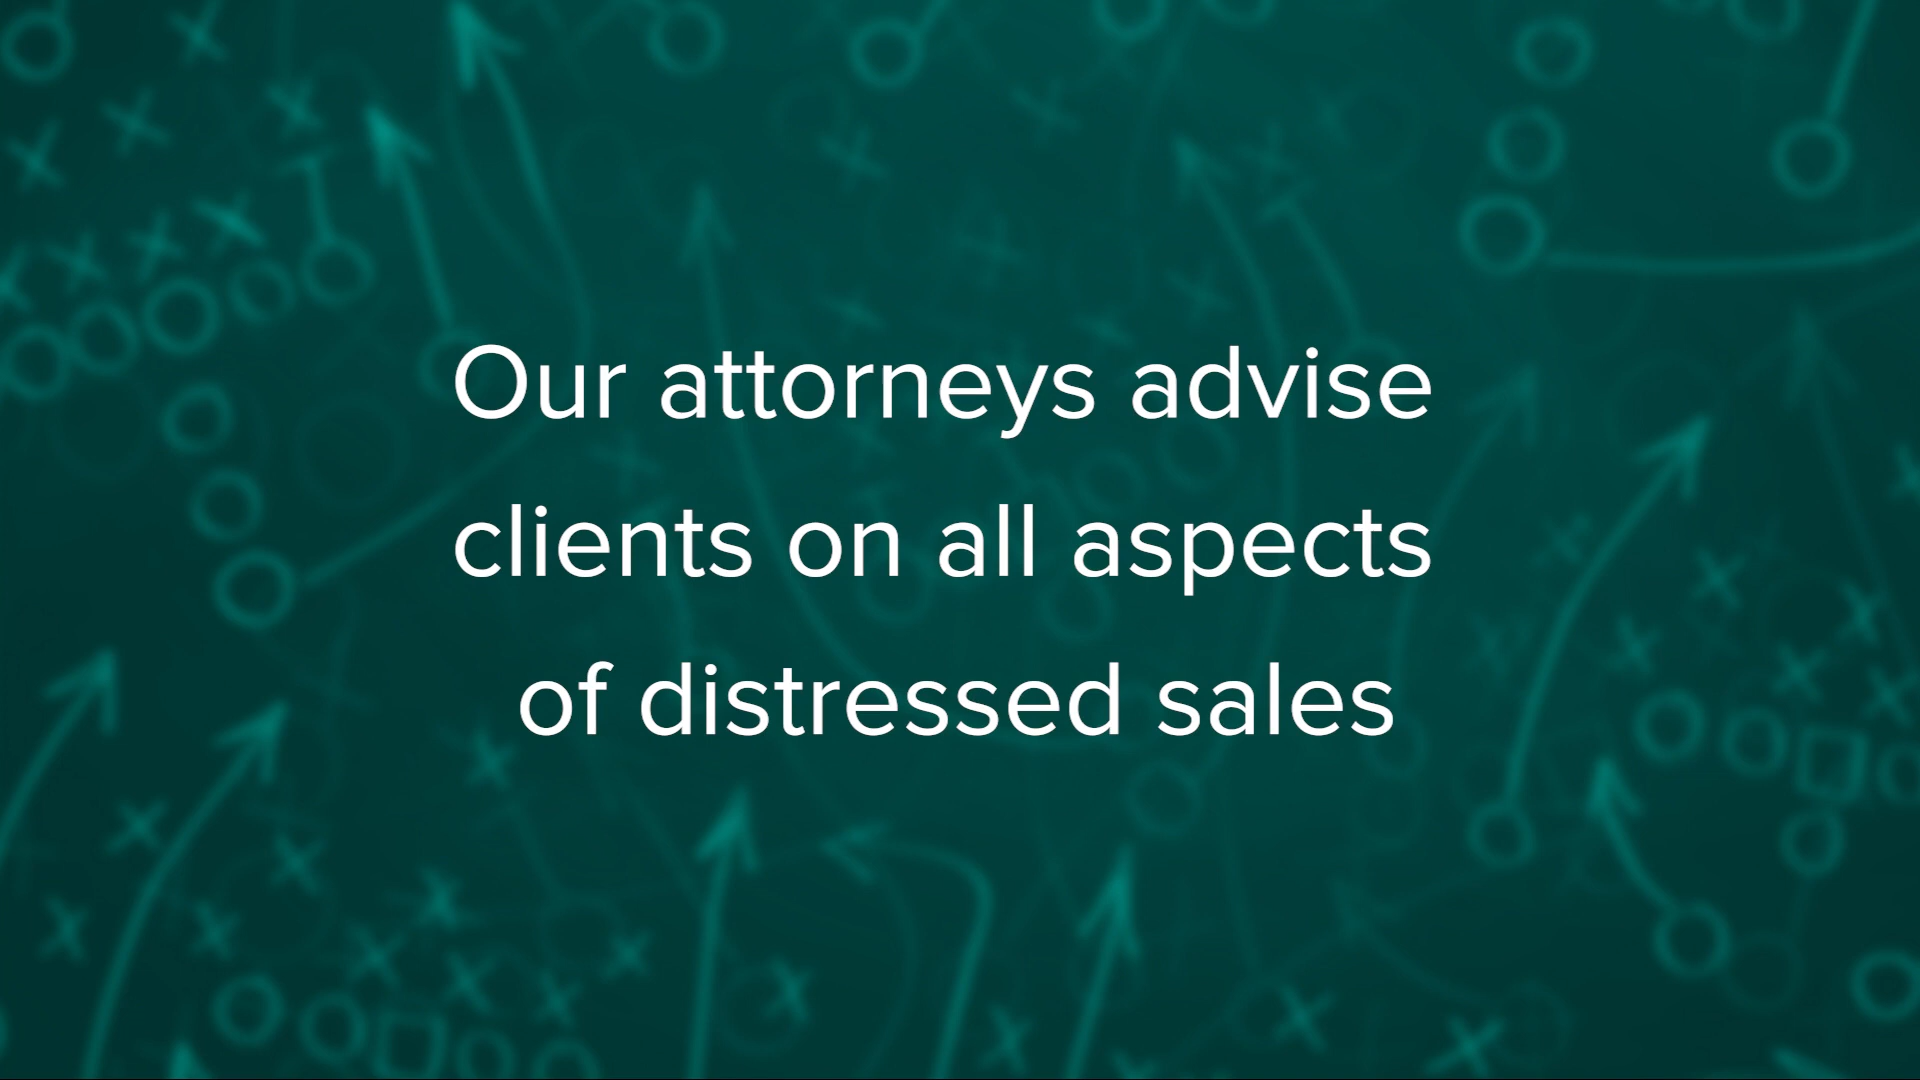 Our attorneys advise
clients on all aspects
of distressed sales